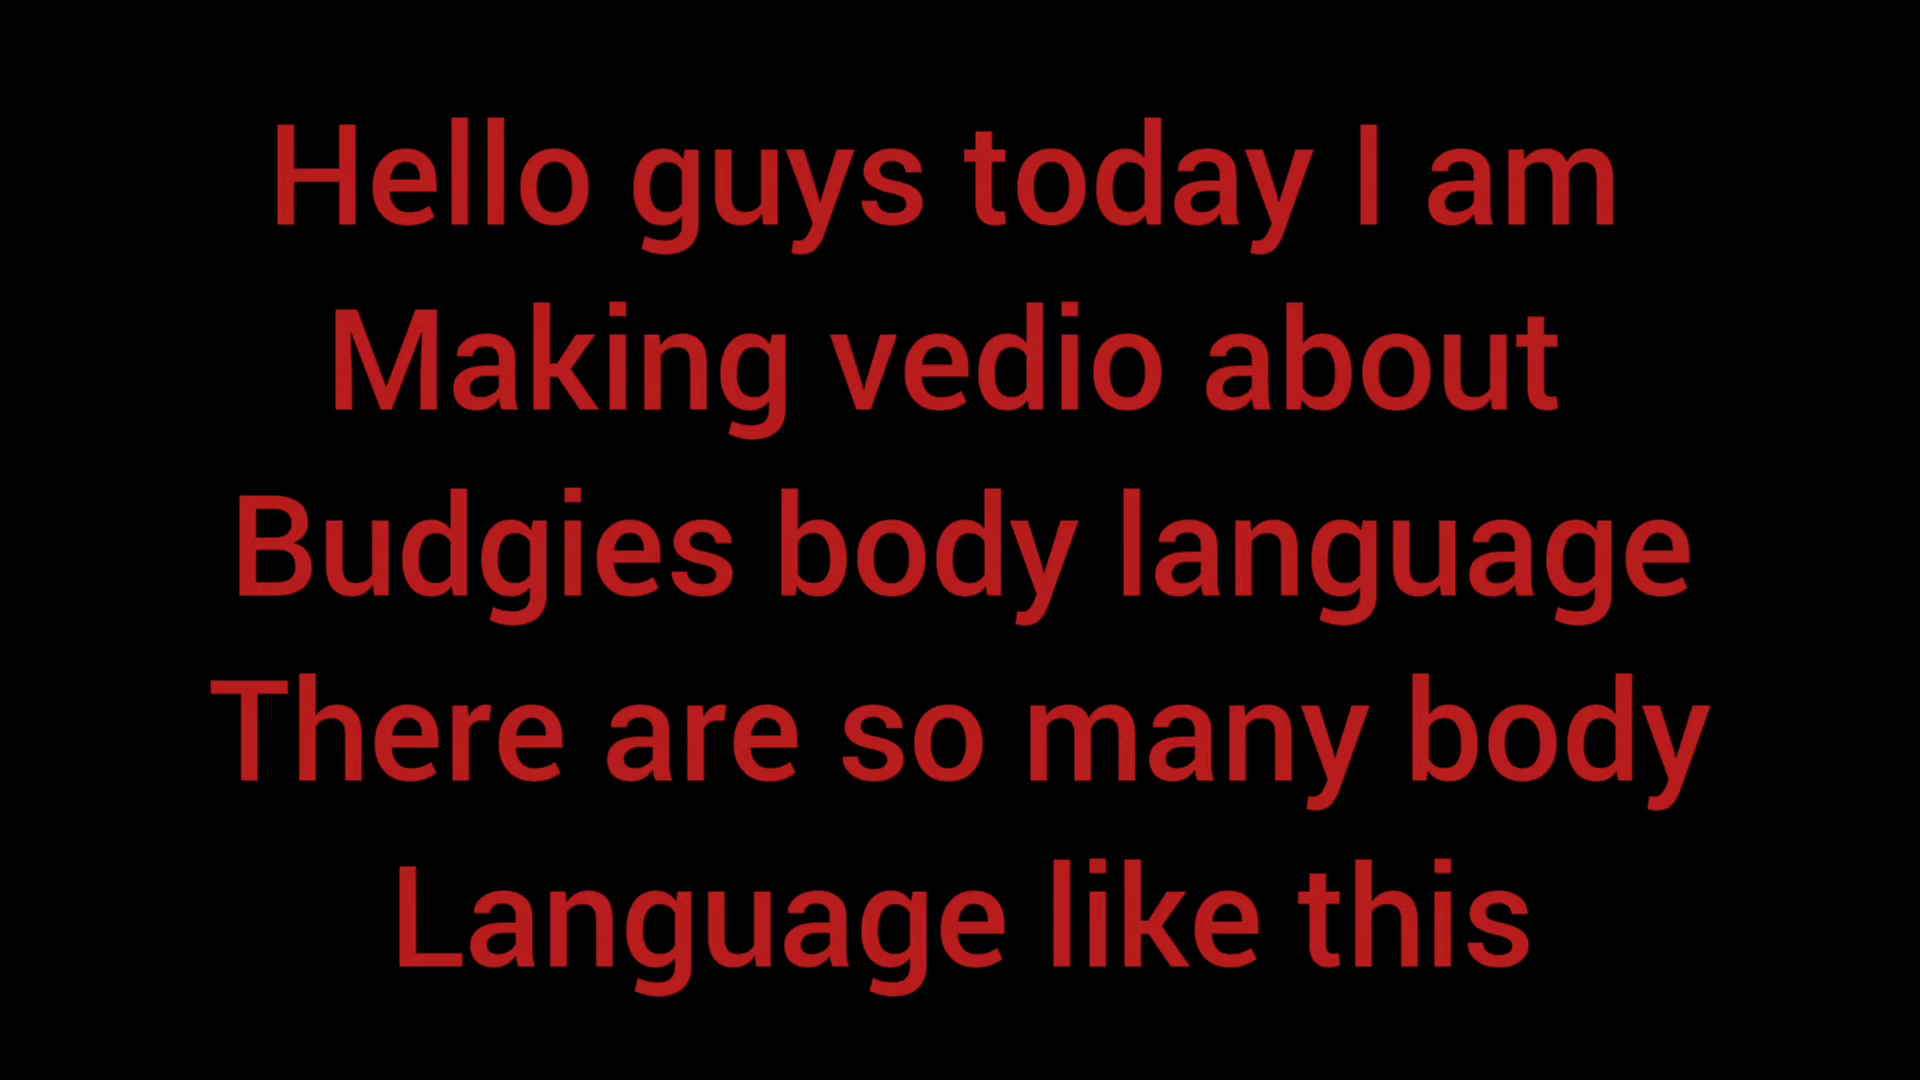 Hello guys today I am
Making vedio about
Budgies body language
There are so many body
Language like this